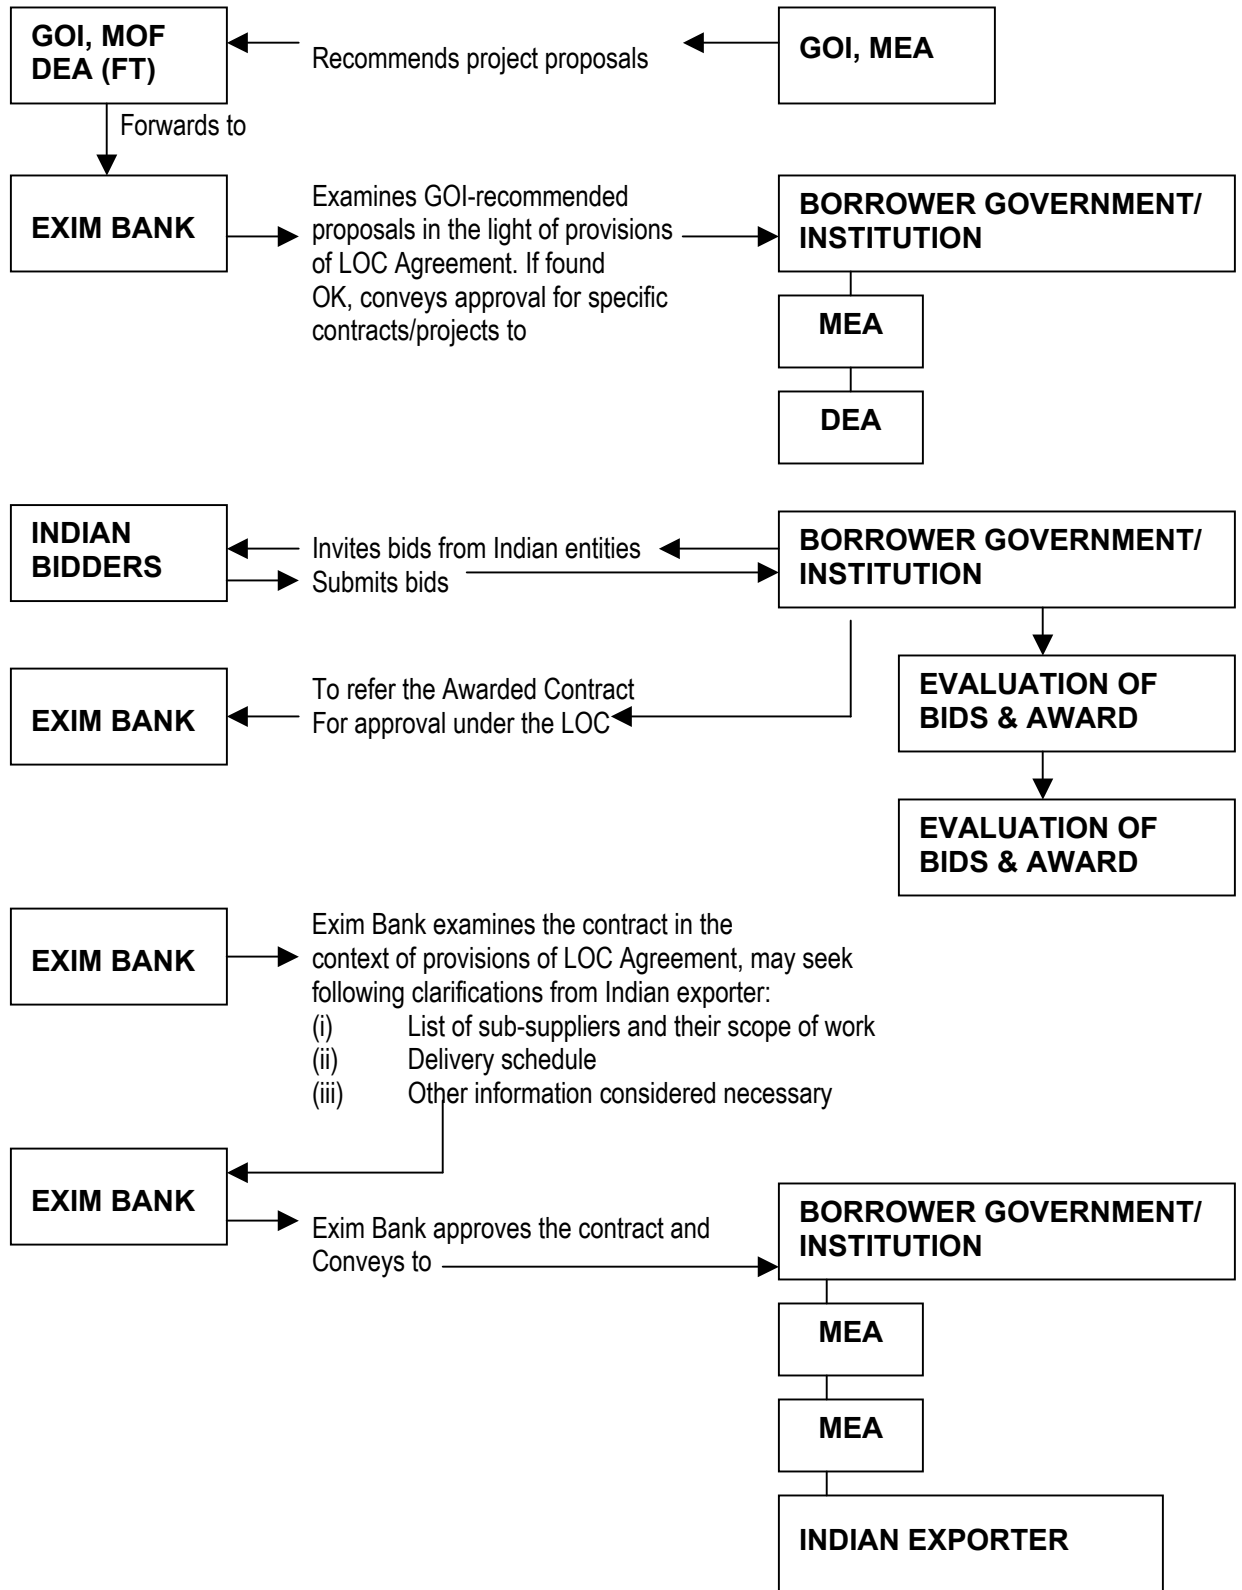 GOI, MOF
DEA (FT)
Recommends project proposals
GOI, MEA
Forwards to
EXIM BANK
Examines GOI-recommended
proposals in the light of provisions
of LOC Agreement. If found
OK, conveys approval for specific
contracts/projects to
BORROWER GOVERNMENT/
INSTITUTION
MEA
DEA
INDIAN
BIDDERS
Invites bids from Indian entities
Submits bids
BORROWER GOVERNMENT/
INSTITUTION
EXIM BANK
To refer the Awarded Contract
For approval under the LOC
EVALUATION OF
BIDS & AWARD
EVALUATION OF
BIDS & AWARD
EXIM BANK
Exim Bank examines the contract in the
context of provisions of LOC Agreement, may seek
following clarifications from Indian exporter:
(i) List of sub-suppliers and their scope of work
(ii) Delivery schedule
(iii) Other information considered necessary
EXIM BANK
Exim Bank approves the contract and
Conveys to
BORROWER GOVERNMENT/
INSTITUTION
MEA
MEA
INDIAN EXPORTER